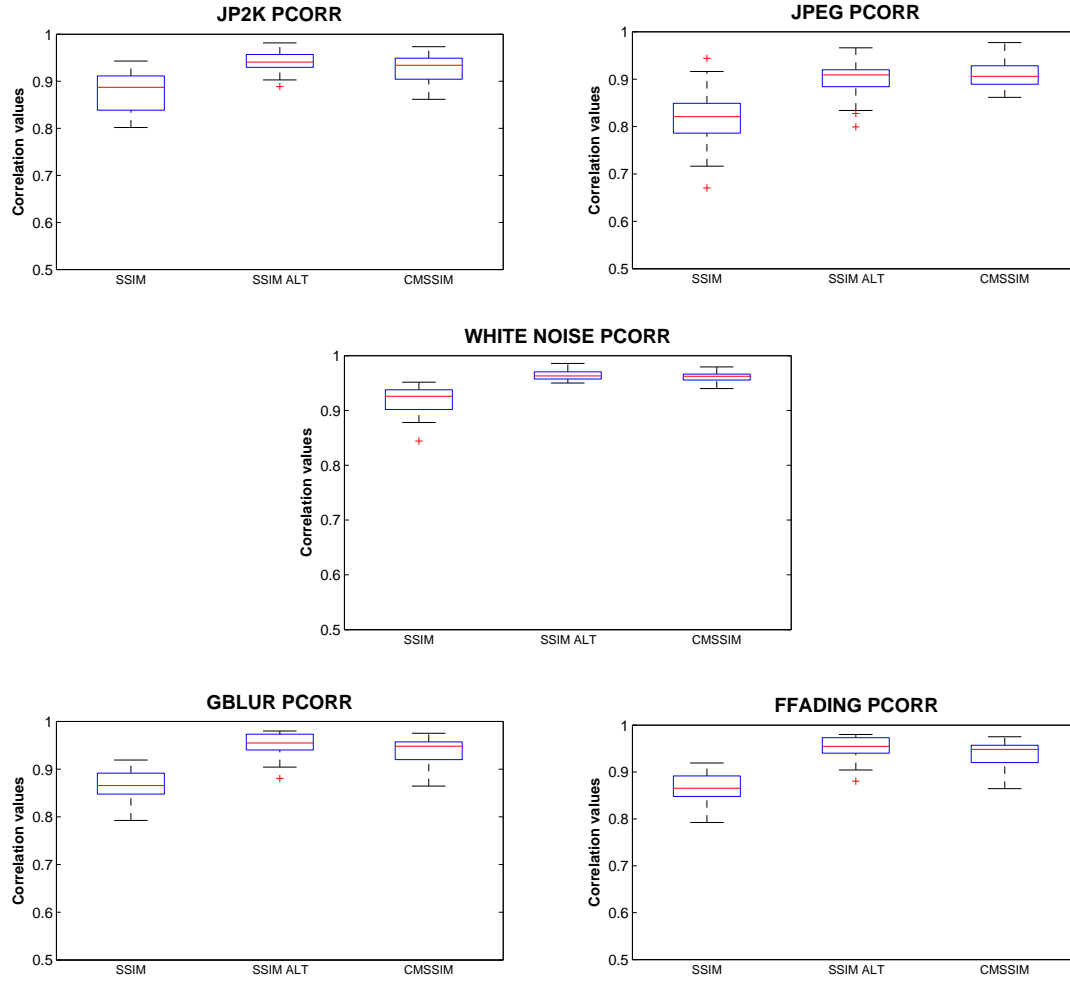 JP2K PCORR
1
0.9
0.8
0.7
0.6
0.5
Correlation values
SSIM SSIM ALT CMSSIM
JPEG PCORR
1
0.9
0.8
0.7
0.6
0.5
Correlation values
SSIM SSIM ALT CMSSIM
WHITE NOISE PCORR
1
0.9
0.8
0.7
0.6
0.5
Correlation values
SSIM SSIM ALT CMSSIM
GBLUR PCORR
1
0.9
0.8
0.7
0.6
0.5
Correlation values
SSIM SSIM ALT CMSSIM
FFADING PCORR
1
0.9
0.8
0.7
0.6
0.5
Correlation values
SSIM SSIM ALT CMSSIM